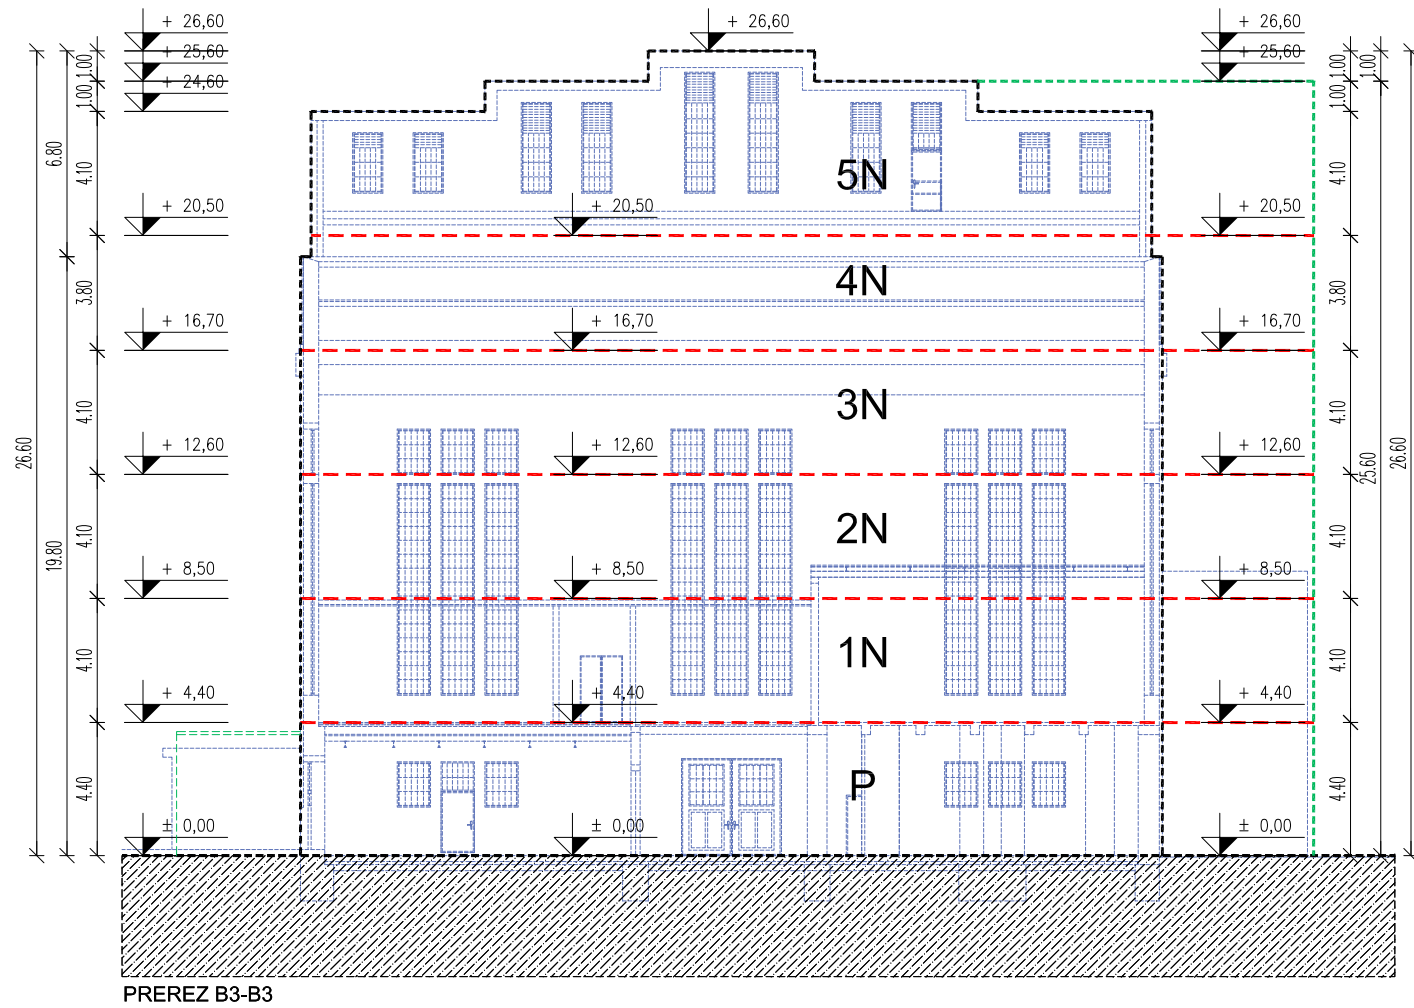 + 26,60 + 26,60 + 26,60
+ 25,60 + 25,60
+ 24,60
1.00 1.00 1.00
1.00 1.00
6.80 4.10 5N 4.10
+ 20,50 + 20,50 + 20,50
3.80 4N 3.80
+ 16,70 + 16,70 + 16,70
4.10 3N 4.10
+ 12,60 + 12,60 + 12,60
26.60 25.60 26.60
19.80 4.10 2N 4.10
+ 8,50 + 8,50 + 8,50
4.10 1N 4.10
+ 4,40 + 4,40 + 4,40
4.40 P 4.40
± 0,00 ± 0,00 ± 0,00
PREREZ B3-B3